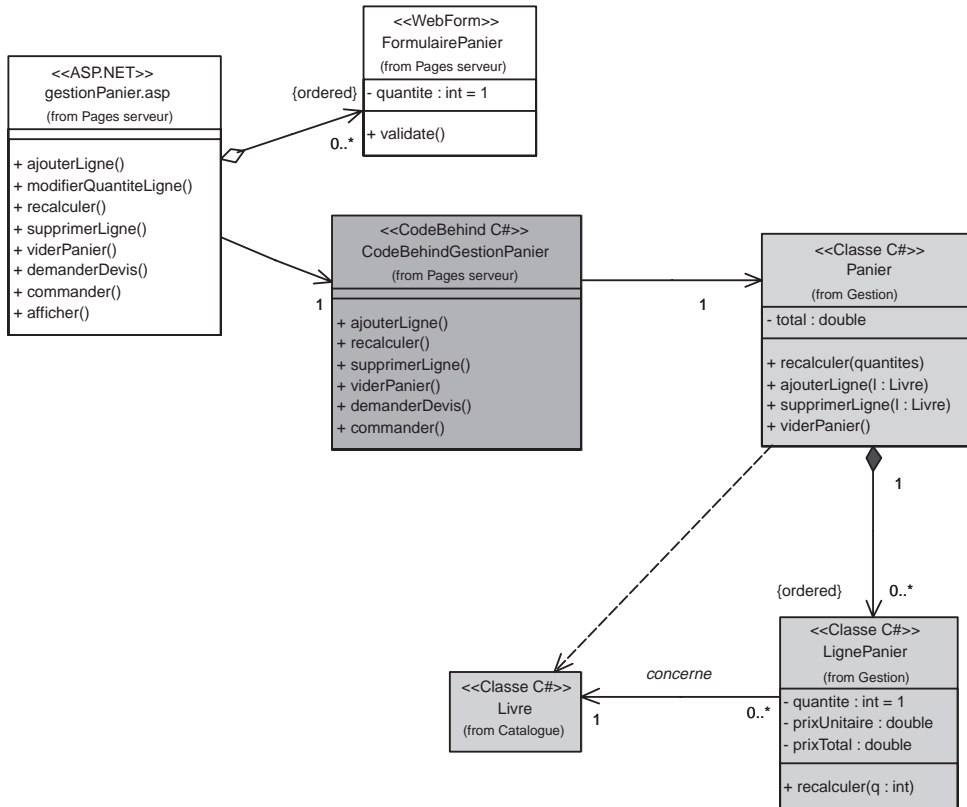 <<WebForm>>
FormulairePanier
(from Pages serveur)
- quantite : int = 1
+ validate()
<<ASP.NET>>
gestionPanier.asp
(from Pages serveur)
+ ajouterLigne()
+ modifierQuantiteLigne()
+ recalculer()
+ supprimerLigne()
+ viderPanier()
+ demanderDevis()
+ commander()
+ afficher()
{ordered}
0..*
1
<<CodeBehind C#>>
CodeBehindGestionPanier
(from Pages serveur)
+ ajouterLigne()
+ recalculer()
+ supprimerLigne()
+ viderPanier()
+ demanderDevis()
+ commander()
1
<<Classe C#>>
Panier
(from Gestion)
- total : double
+ recalculer(quantites)
+ ajouterLigne(l : Livre)
+ supprimerLigne(l : Livre)
+ viderPanier()
1
{ordered}
0..*
<<Classe C#>>
LignePanier
(from Gestion)
- quantite : int = 1
- prixUnitaire : double
- prixTotal : double
+ recalculer(q : int)
concerne
0..*
1
<<Classe C#>>
Livre
(from Catalogue)